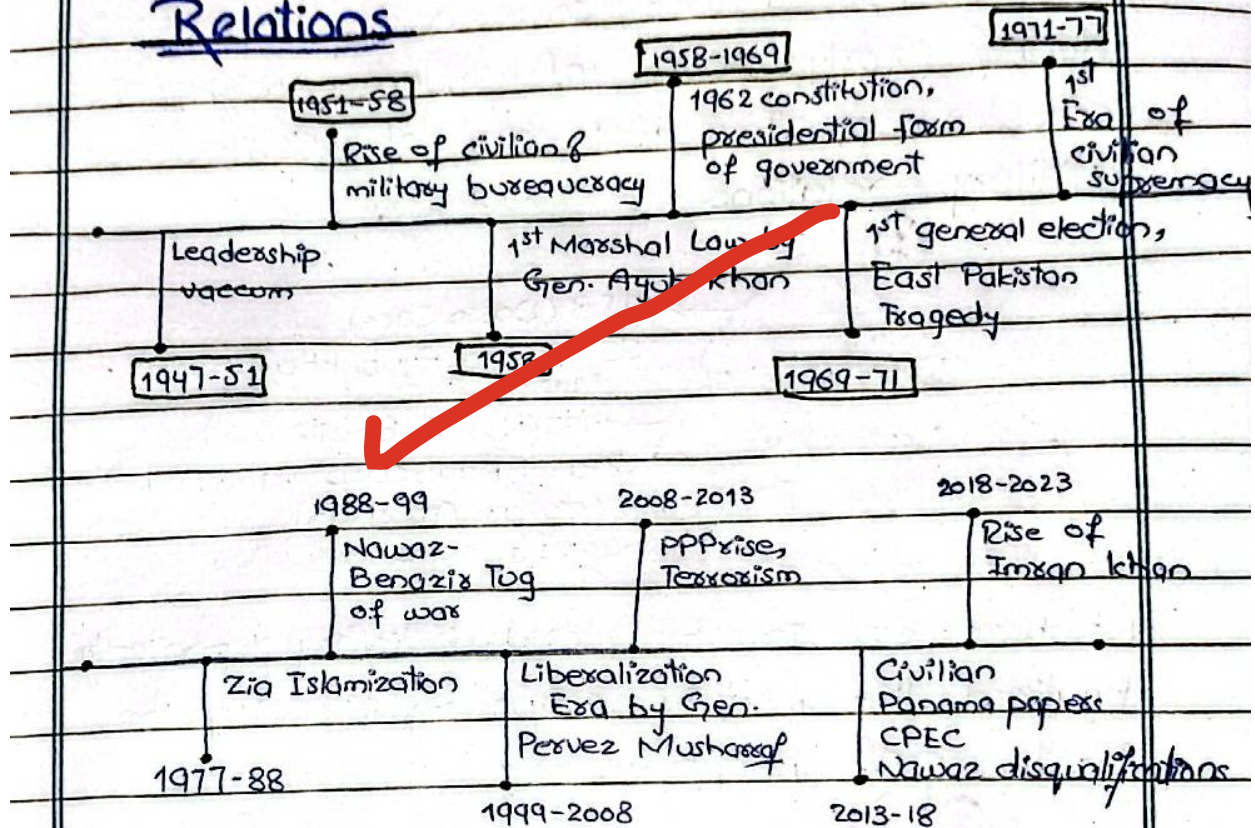 Relations
1971-77
1958-1969
1951-58
1962 constitution,
presidential form
of government
1st
Era of
civilian
supremacy
Rise of civilian &
military bureaqucracy
Leadership
vaccum
1st Marshal Law by
Gen. Ayub Khan
1st general election,
East Pakistan
Tragedy
1947-51
1958
1969-71
1988-99
2008-2013
2018-2023
Nawaz-
Benazir Tug
of war
PPPrise,
Terrorism
Rise of
Imran Khan
Zia Islamization
Liberalization
Era by Gen.
Pervez Musharraf
Civilian
Panama papers
CPEC
Nawaz disqualifications
1977-88
1999-2008
2013-18